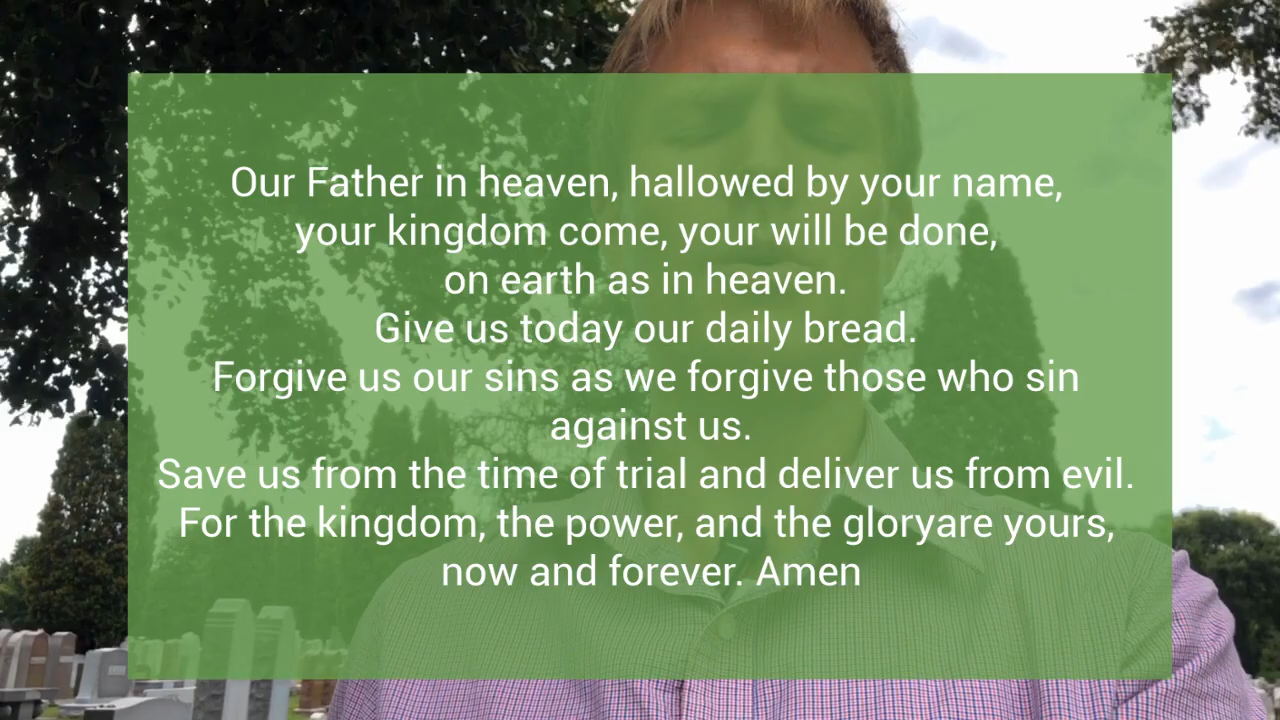 Our Father in heaven, hallowed by your name,
your kingdom come, your will be done,
on earth as in heaven.
Give us today our daily bread.
Forgive us our sins as we forgive those who sin
against us.
Save us from the time of trial and deliver us from evil.
For the kingdom, the power, and the gloryare yours,
now and forever. Amen